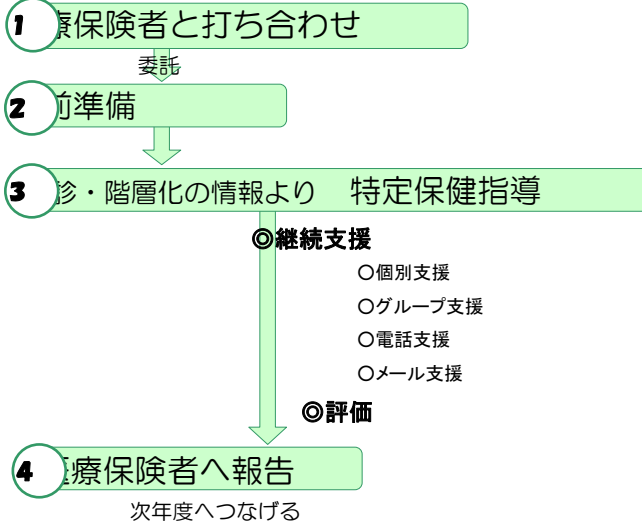 1 療保険者と打ち合わせ
委託
2 前準備
3 診・階層化の情報より 特定保健指導
◎継続支援
○個別支援
○グループ支援
○電話支援
○メール支援
◎評価
4 医療保険者へ報告
次年度へつなげる